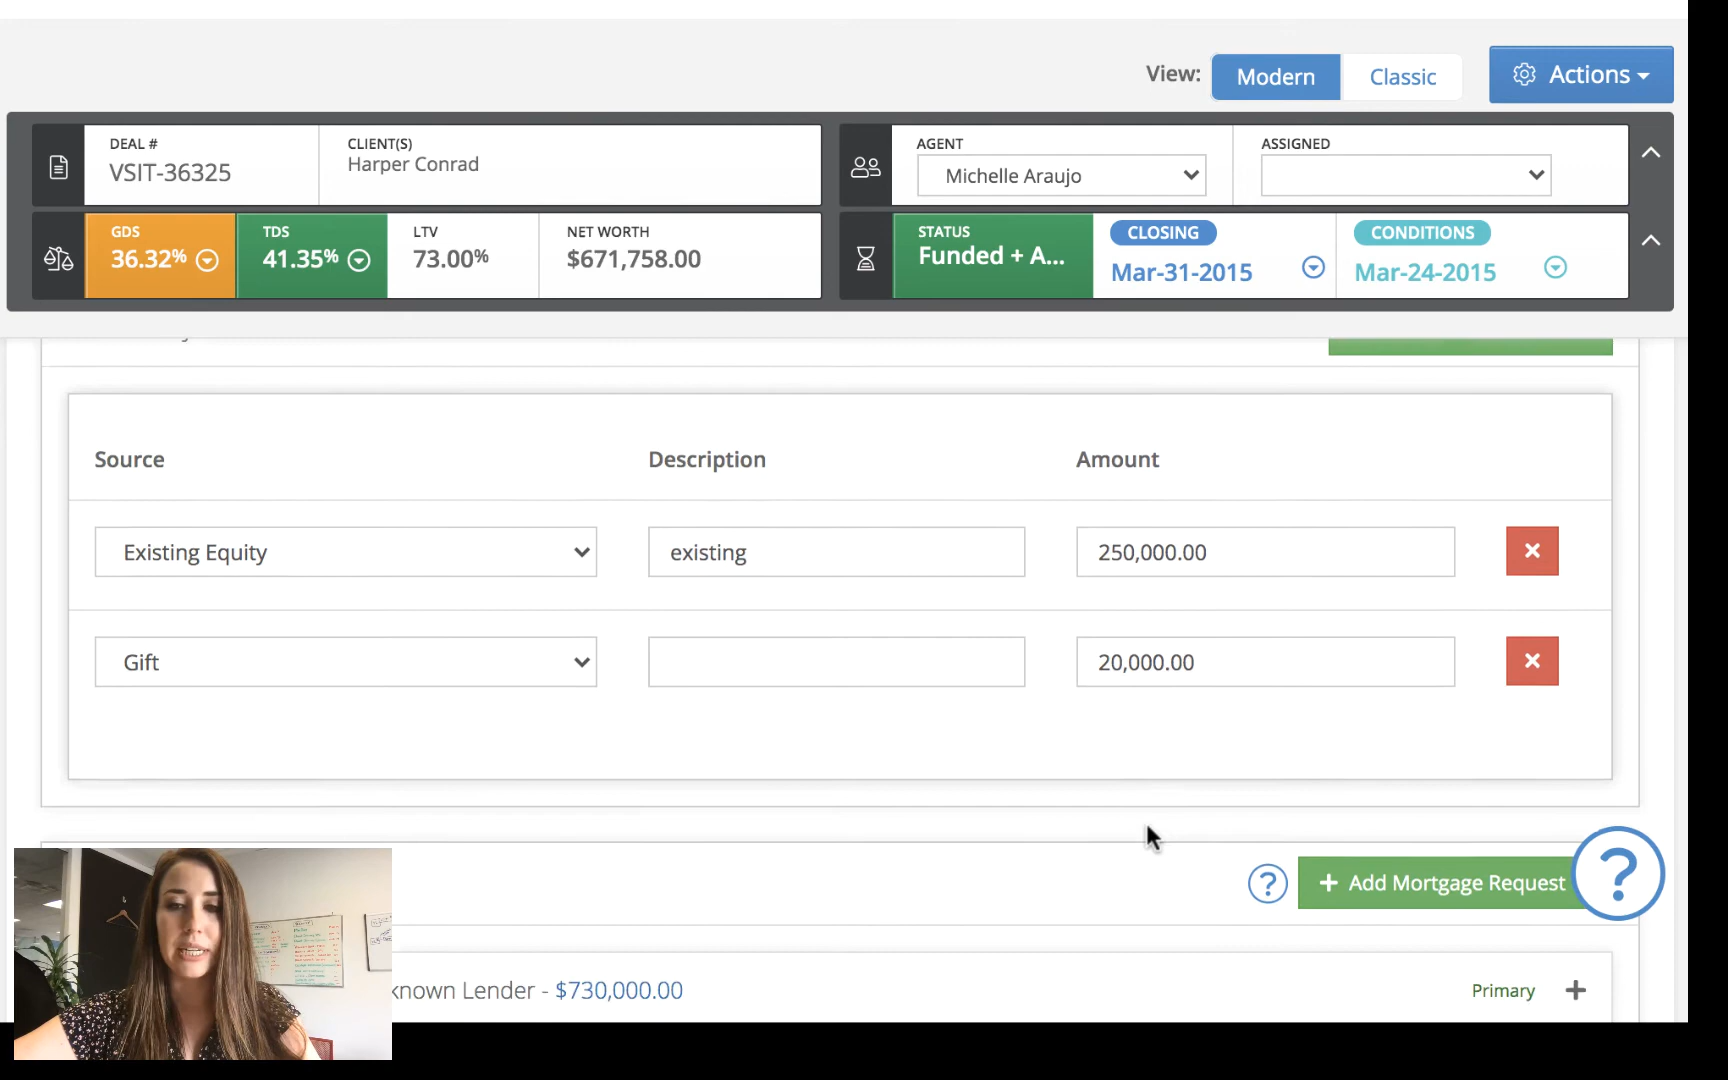 View: Modern Classic Actions
DEAL #
VSIT-36325
CLIENT(S)
Harper Conrad
AGENT
Michelle Araujo
ASSIGNED
GDS
36.32%
TDS
41.35%
LTV
73.00%
NET WORTH
$671,758.00
STATUS
Funded + A...
CLOSING
Mar-31-2015
CONDITIONS
Mar-24-2015
Source Description Amount
Existing Equity existing 250,000.00
Gift 20,000.00
? + Add Mortgage Request ?
known Lender - $730,000.00 Primary +